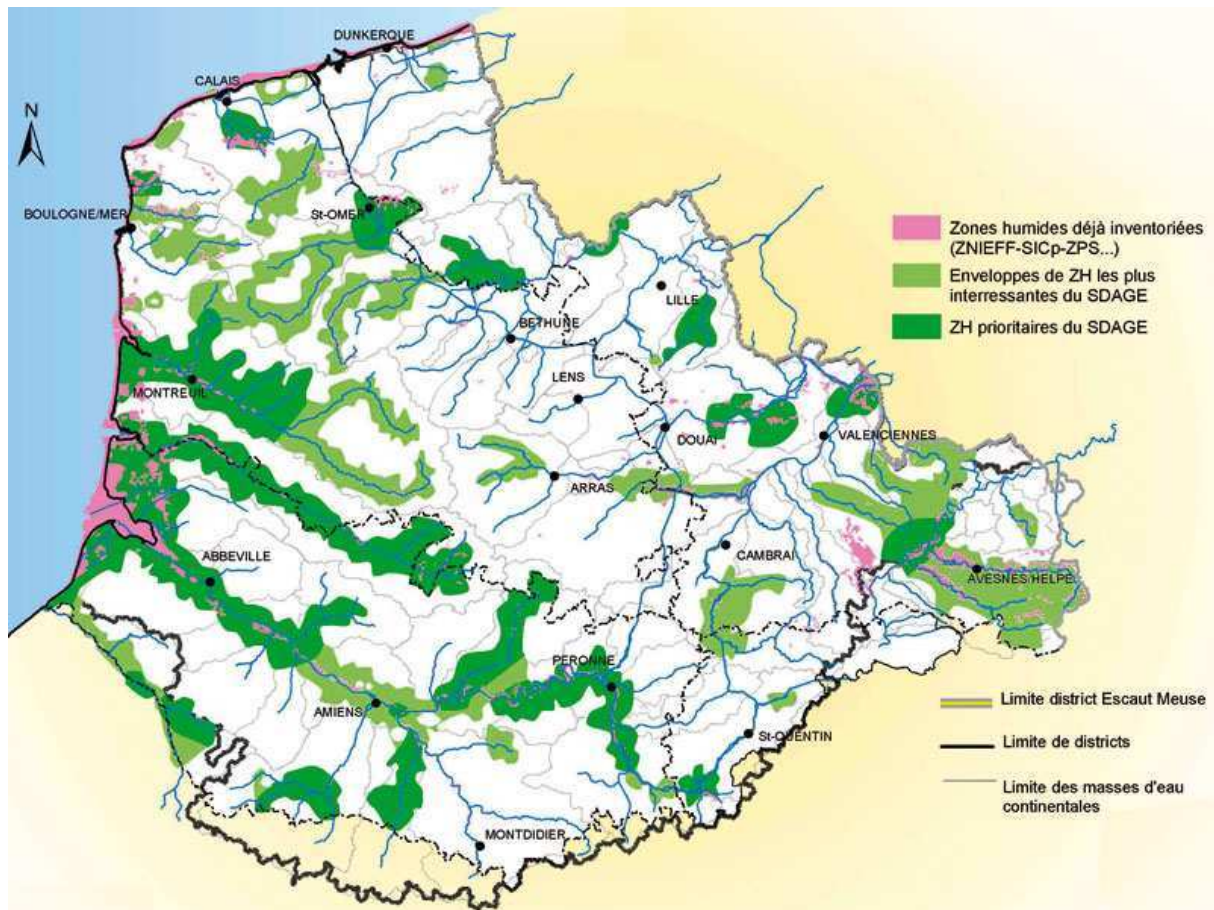 DUNKERQUE
CALAIS
N
BOULOGNE/MER
St-OMER
Zones humides déjà inventoriées
(ZNIEFF-SICp-ZPS...)
Enveloppes de ZH les plus
interressantes du SDAGE
ZH prioritaires du SDAGE
LILLE
BETHUNE
LENS
MONTREUIL
DOUAI
VALENCIENNES
ARRAS
CAMBRAI
ABBEVILLE
AVESNES/HELPE
PERONNE
AMIENS
St-QUENTIN
MONTDIDIER
Limite district Escaut Meuse
Limite de districts
Limite des masses d'eau
continentales